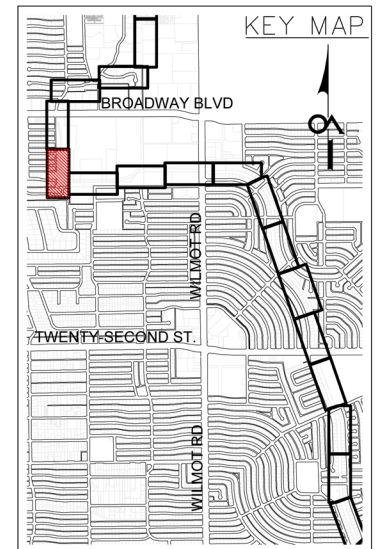 KEY MAP
BROADWAY BLVD
WILMOT RD
TWENTY-SECOND ST.
WILMOT RD